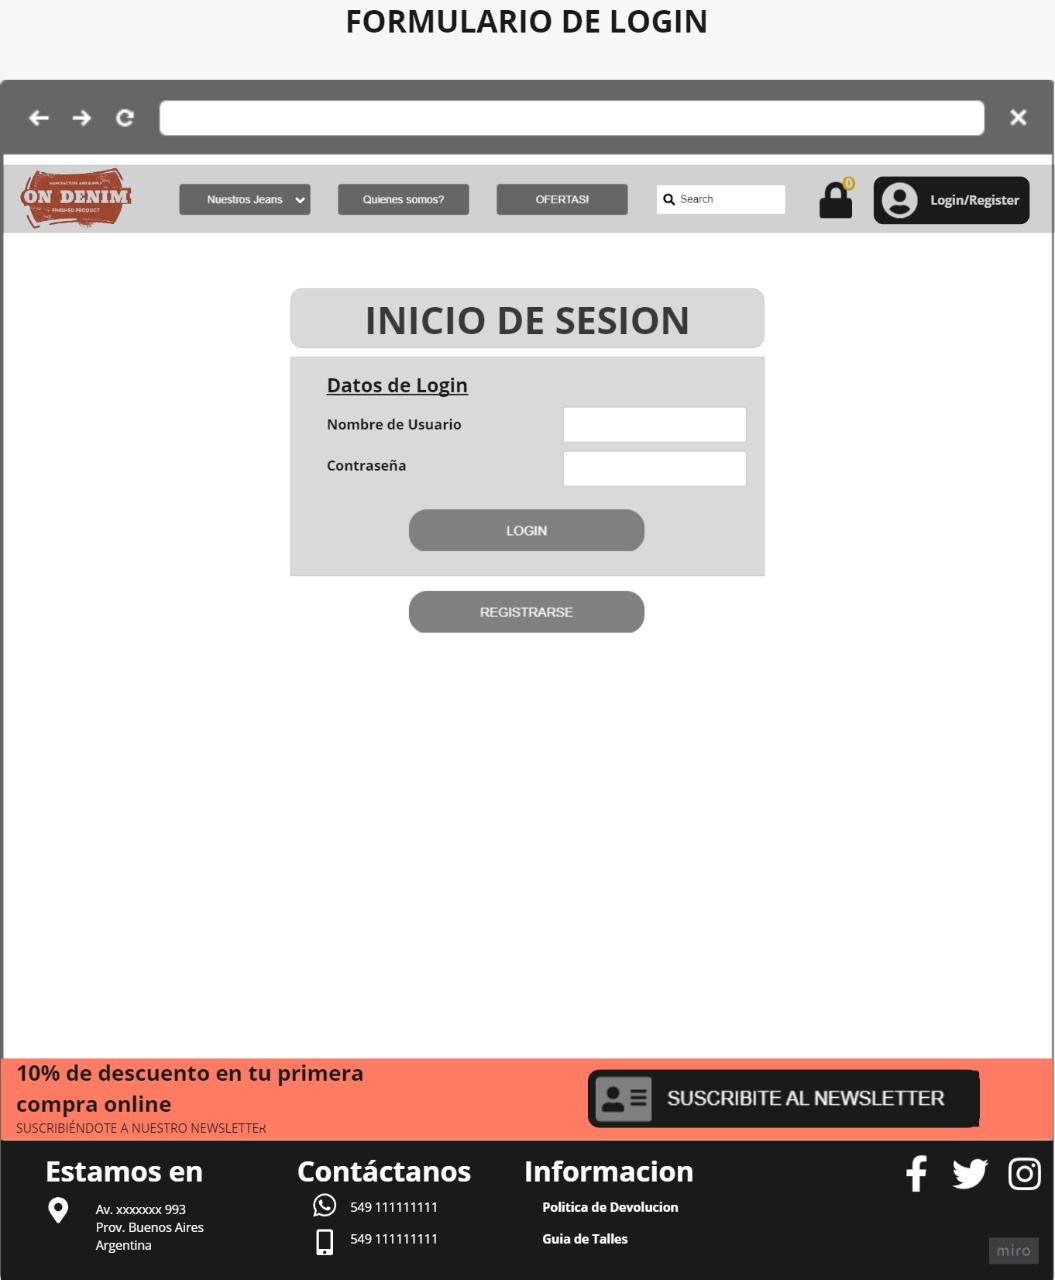 FORMULARIO DE LOGIN
MANUFACTURE AND SUPPLY
ON DENIM
FINISHED PRODUCT
Nuestros Jeans
Quienes somos?
OFERTAS!
Search
0
Login/Register
INICIO DE SESION
Datos de Login
Nombre de Usuario
Contraseña
LOGIN
REGISTRARSE
10% de descuento en tu primera
compra online
SUSCRIBIÉNDOTE A NUESTRO NEWSLETTER
SUSCRIBITE AL NEWSLETTER
Estamos en
Av. xxxxxxx 993
Prov. Buenos Aires
Argentina
Contáctanos
549 111111111
549 111111111
Informacion
Politica de Devolucion
Guia de Talles
miro